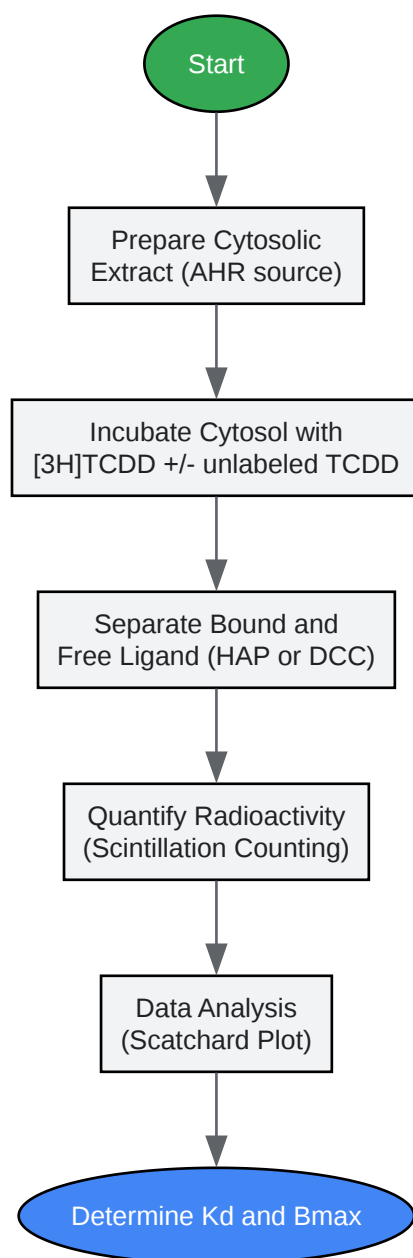 Start
Prepare Cytosolic
Extract (AHR source)
Incubate Cytosol with
[3H]TCDD +/- unlabeled TCDD
Separate Bound and
Free Ligand (HAP or DCC)
Quantify Radioactivity
(Scintillation Counting)
Data Analysis
(Scatchard Plot)
Determine Kd and Bmax